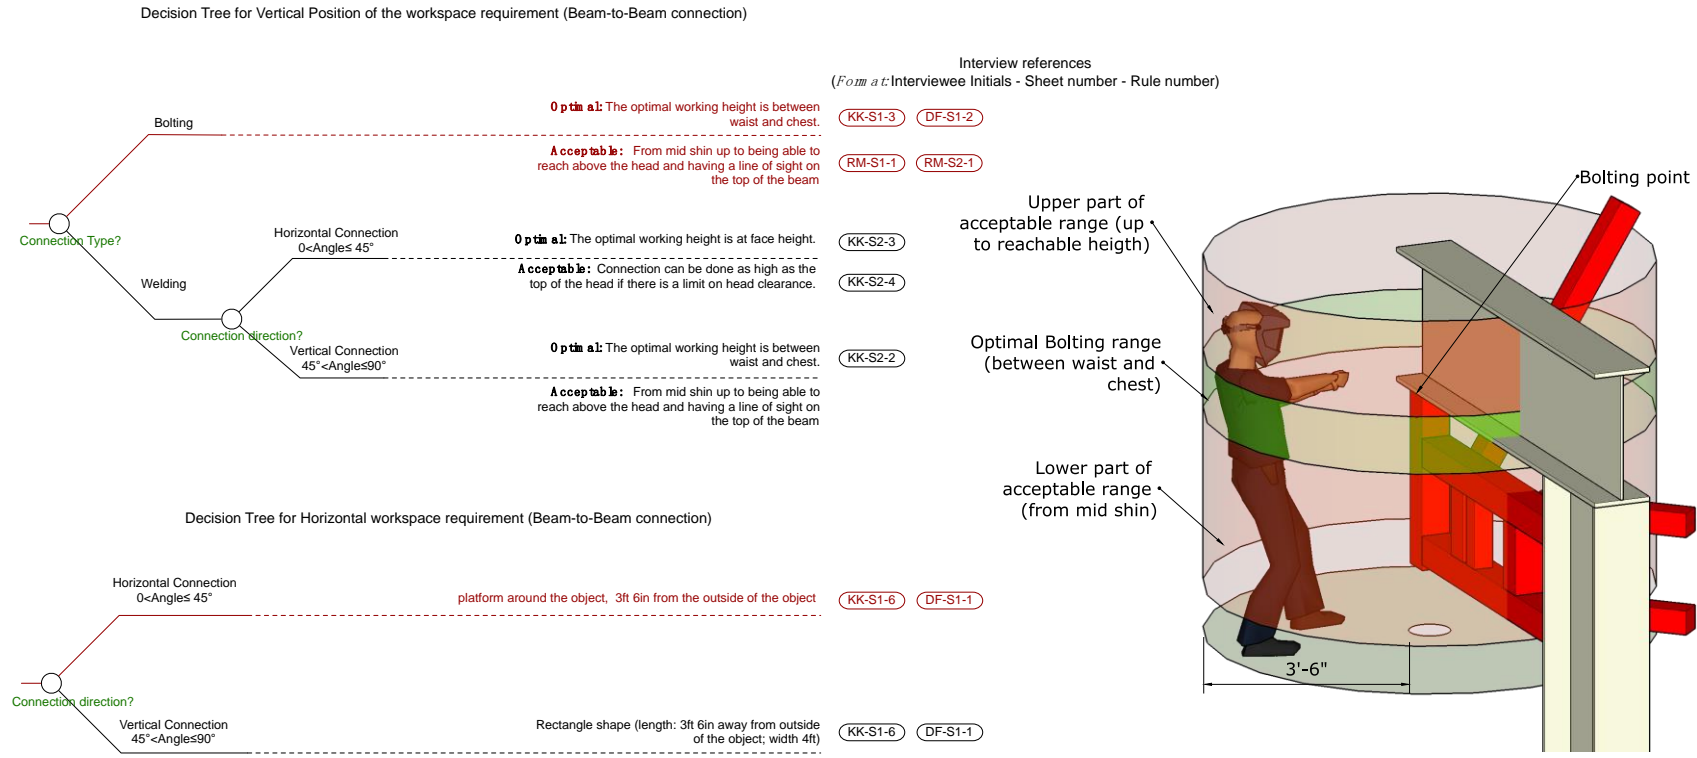 Decision Tree for Vertical Position of the workspace requirement (Beam-to-Beam connection)
Interview references
(Format: Interviewee Initials - Sheet number - Rule number)
Bolting
Optimal: The optimal working height is between
waist and chest.
KK-S1-3 DF-S1-2
Acceptable: From mid shin up to being able to
reach above the head and having a line of sight on
the top of the beam
RM-S1-1 RM-S2-1
Connection Type?
Horizontal Connection
0<Angle≤ 45°
Optimal: The optimal working height is at face height.
KK-S2-3
Acceptable: Connection can be done as high as the
top of the head if there is a limit on head clearance.
KK-S2-4
Welding
Connection direction?
Vertical Connection
45°<Angle≤90°
Optimal: The optimal working height is between
waist and chest.
KK-S2-2
Acceptable: From mid shin up to being able to
reach above the head and having a line of sight on
the top of the beam
Decision Tree for Horizontal workspace requirement (Beam-to-Beam connection)
Horizontal Connection
0<Angle≤ 45°
platform around the object, 3ft 6in from the outside of the object
KK-S1-6 DF-S1-1
Connection direction?
Vertical Connection
45°<Angle≤90°
Rectangle shape (length: 3ft 6in away from outside
of the object; width 4ft)
KK-S1-6 DF-S1-1
Bolting point
Upper part of
acceptable range (up
to reachable heigth)
Optimal Bolting range
(between waist and
chest)
Lower part of
acceptable range
(from mid shin)
3'-6"